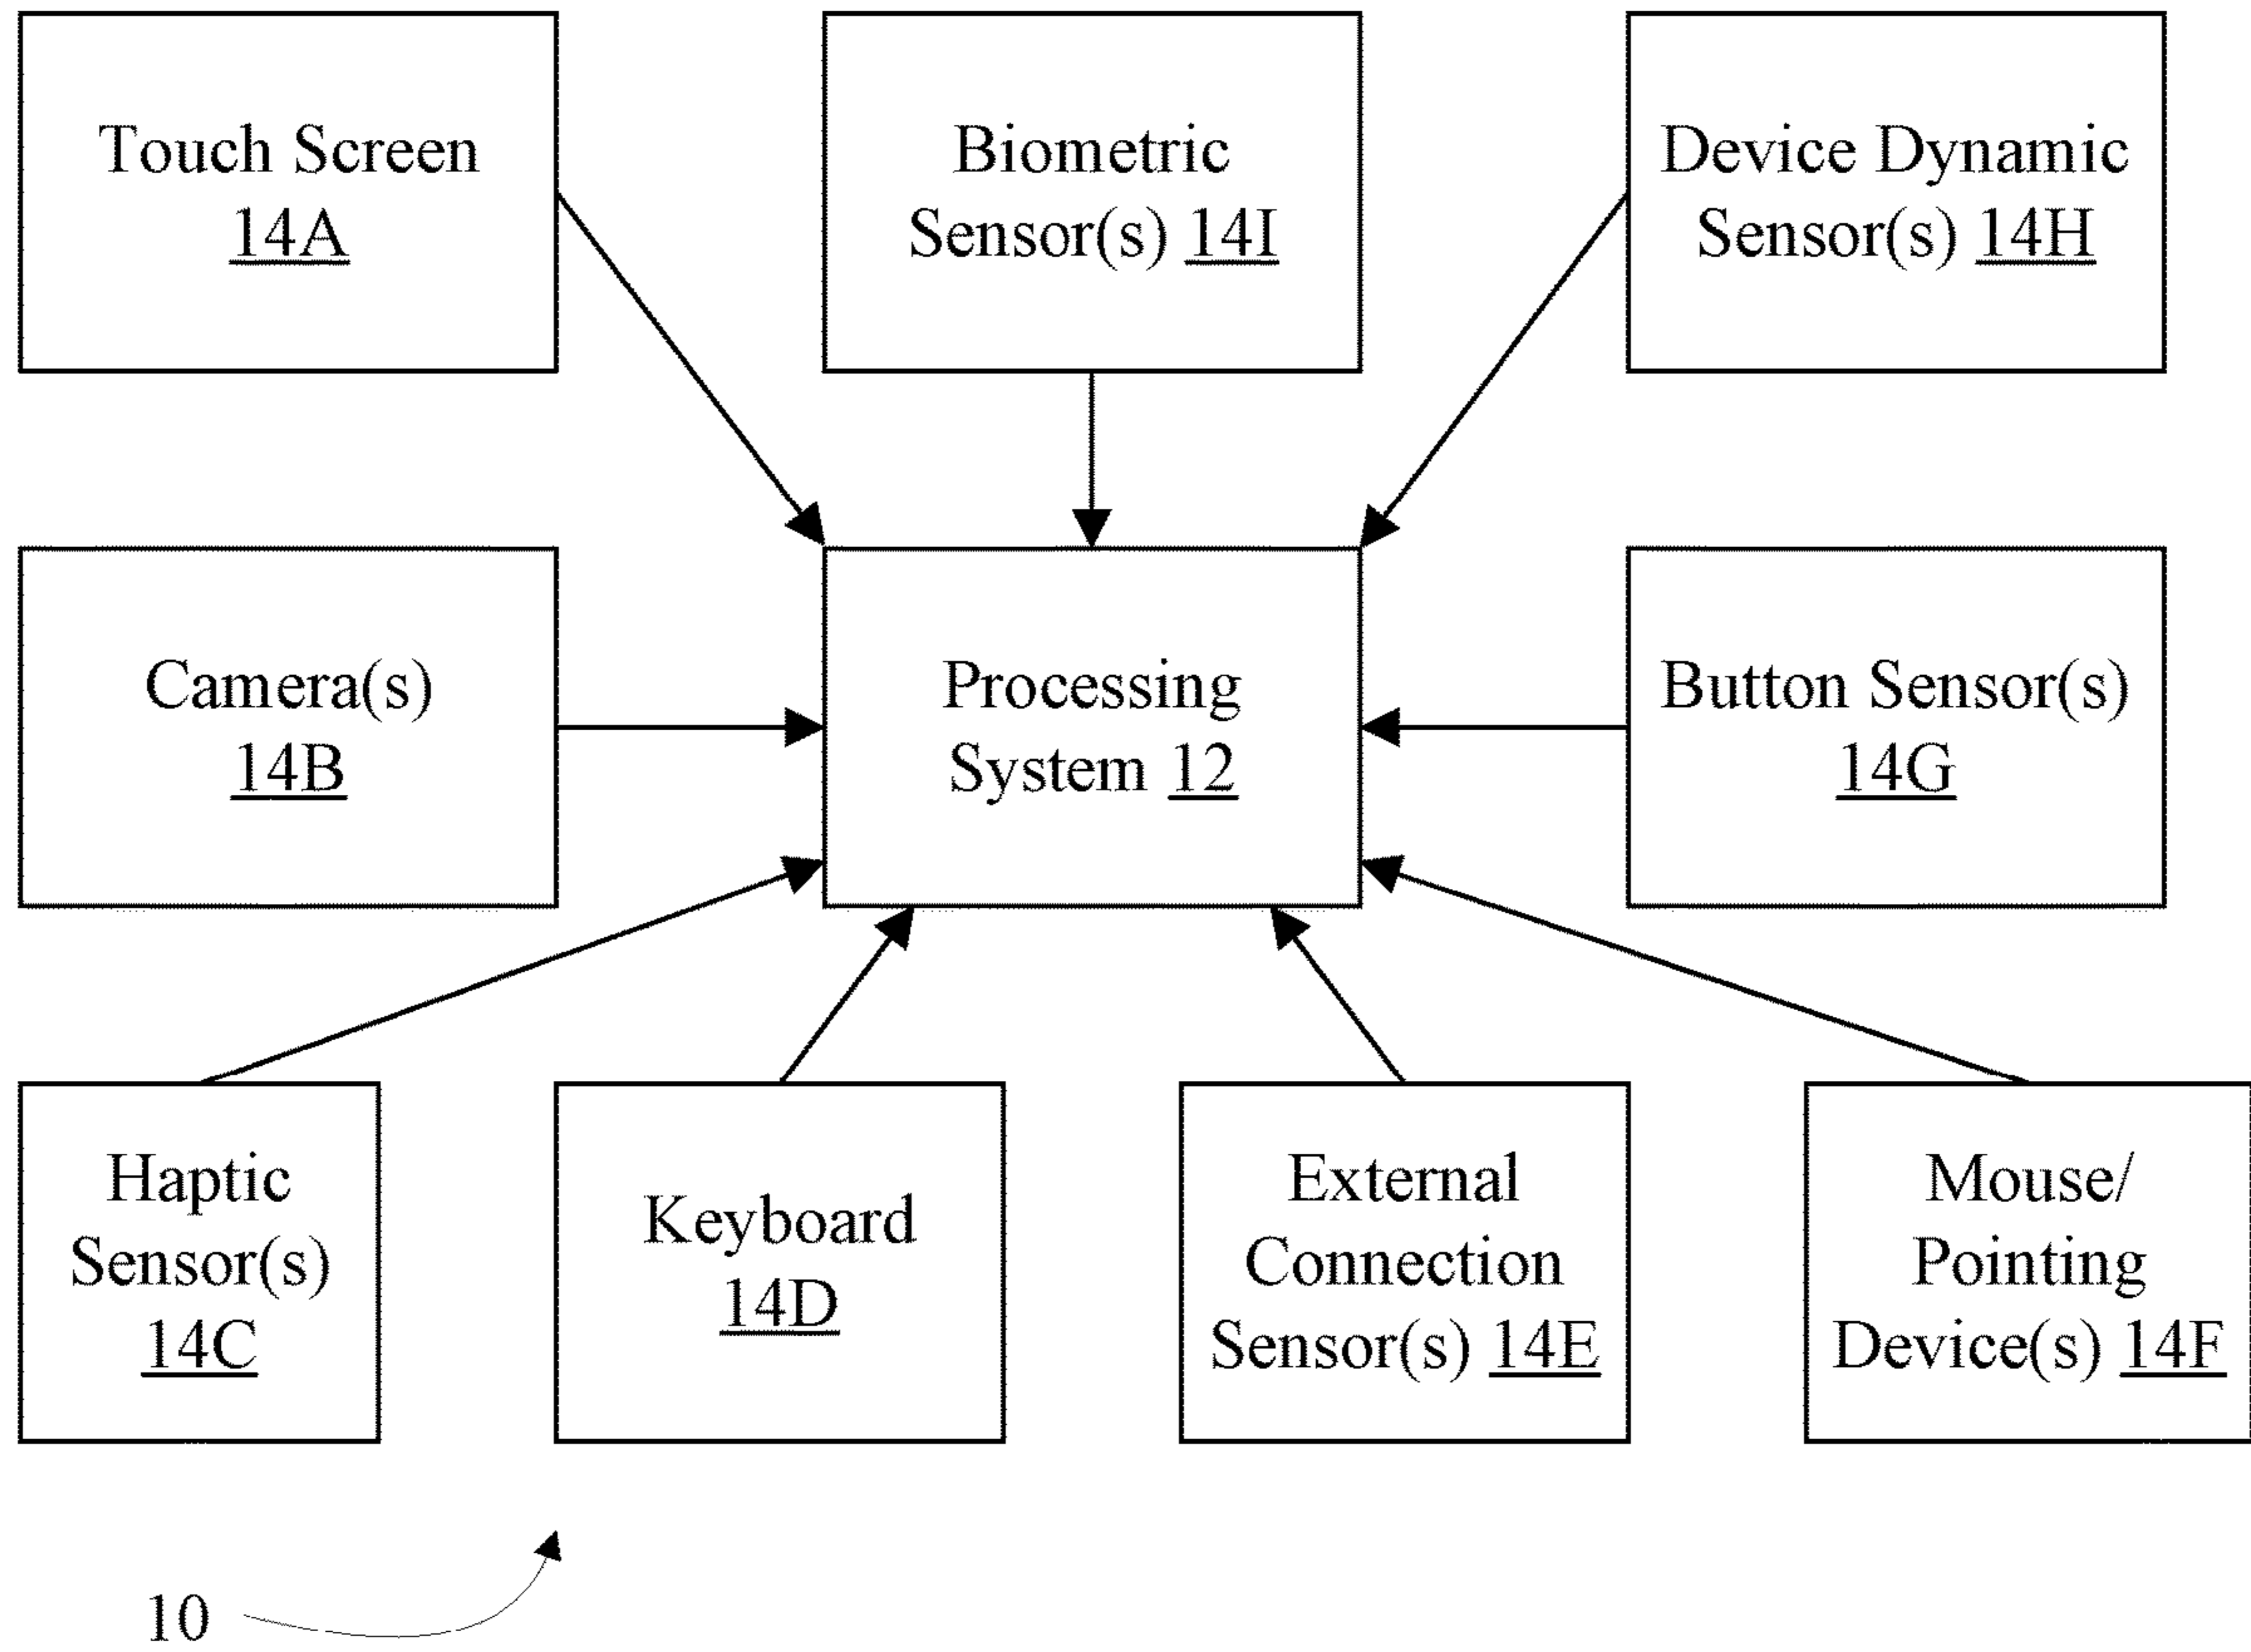 Touch Screen
14A
Biometric
Sensor(s) 14I
Device Dynamic
Sensor(s) 14H
Camera(s)
14B
Processing
System 12
Button Sensor(s)
14G
Haptic
Sensor(s)
14C
Keyboard
14D
External
Connection
Sensor(s) 14E
Mouse/
Pointing
Device(s) 14F
10